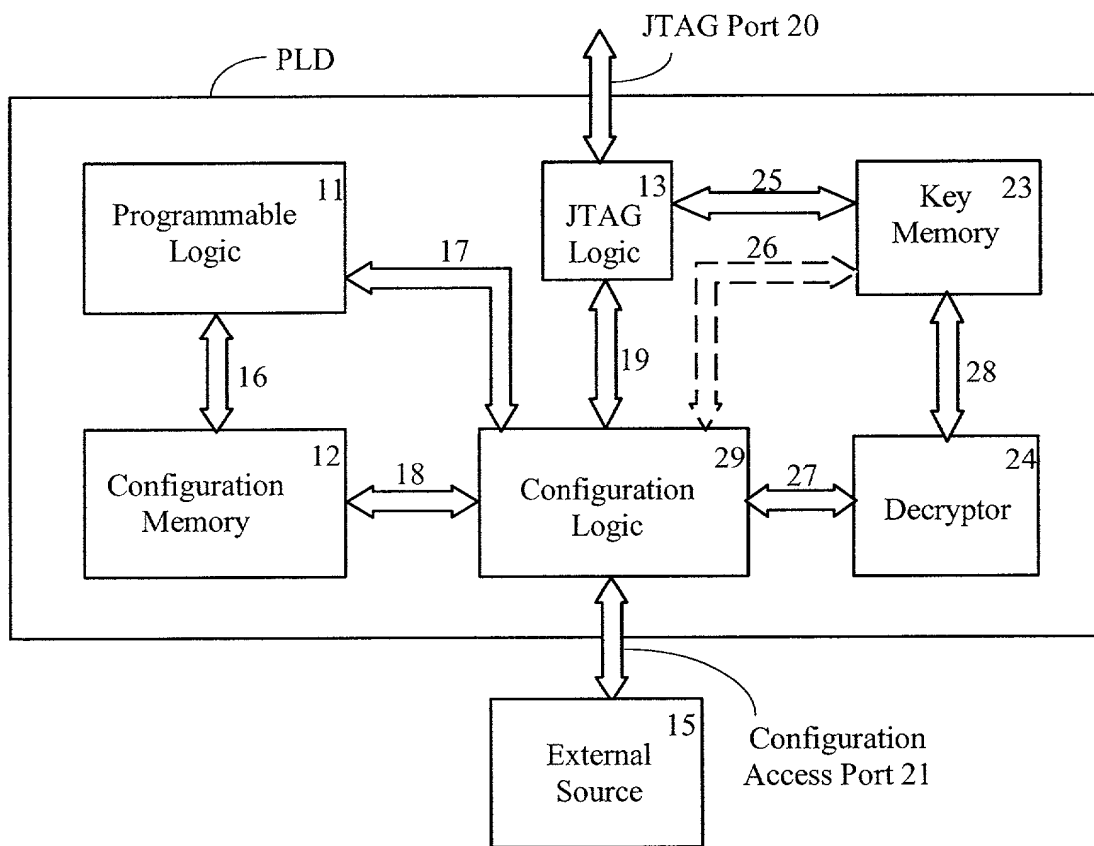 JTAG Port 20
PLD
11
Programmable
Logic
13
JTAG
Logic
25
23
Key
Memory
17
26
16
19
28
12
Configuration
Memory
18
29
Configuration
Logic
27
24
Decryptor
15
External
Source
Configuration
Access Port 21